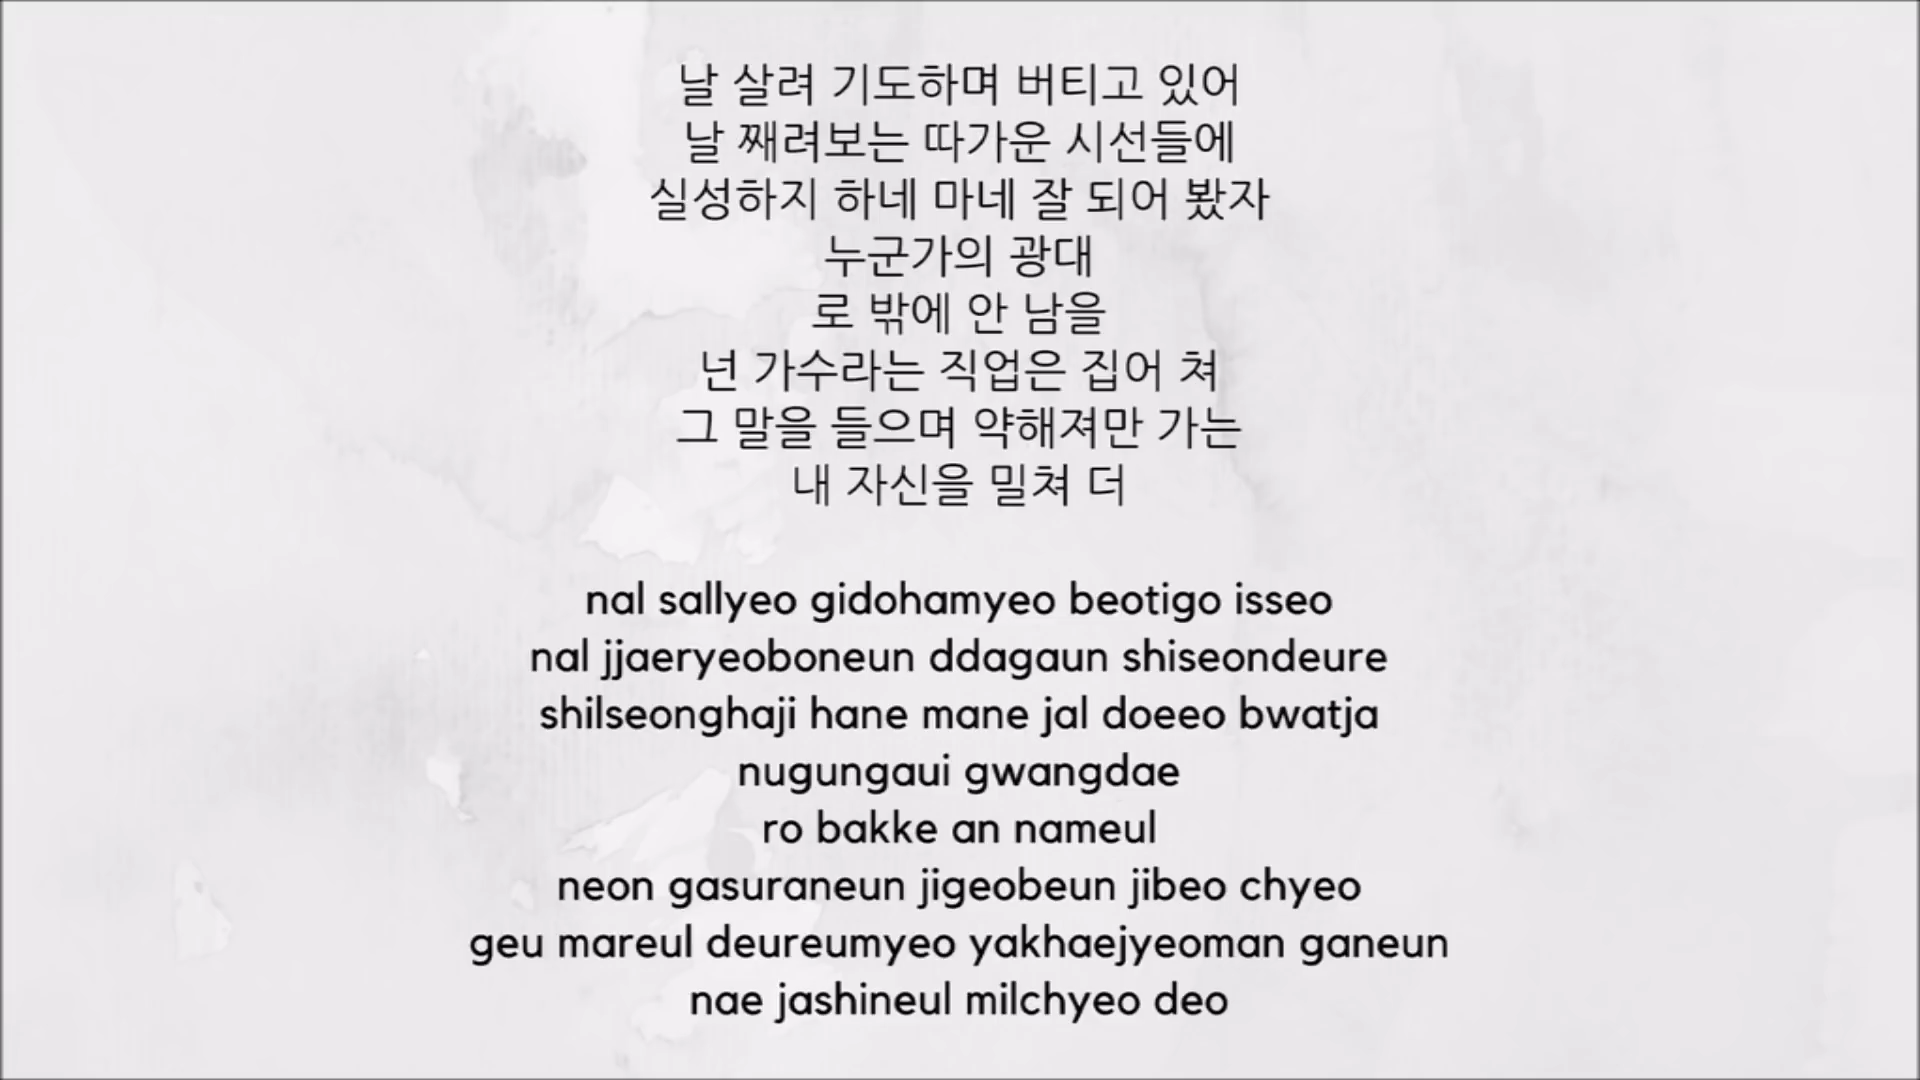 날 살려 기도하며 버티고 있어
날 째려보는 따가운 시선들에
실성하지 하네 마네 잘 되어 봤자
누군가의 광대
로 밖에 안 남을
넌 가수라는 직업은 집어 쳐
그 말을 들으며 약해져만 가는
내 자신을 밀쳐 더
nal sallyeo gidohamyeo beotigo isseo
nal jjaeryeoboneun ddagaun shiseondeure
shilseonghaji hane mane jal doeeo bwatja
nugungaui gwangdae
ro bakke an nameul
neon gasuraneun jigeobeun jibeo chyeo
geu mareul deureumyeo yakhaejyeoman ganeun
nae jashineul milchyeo deo